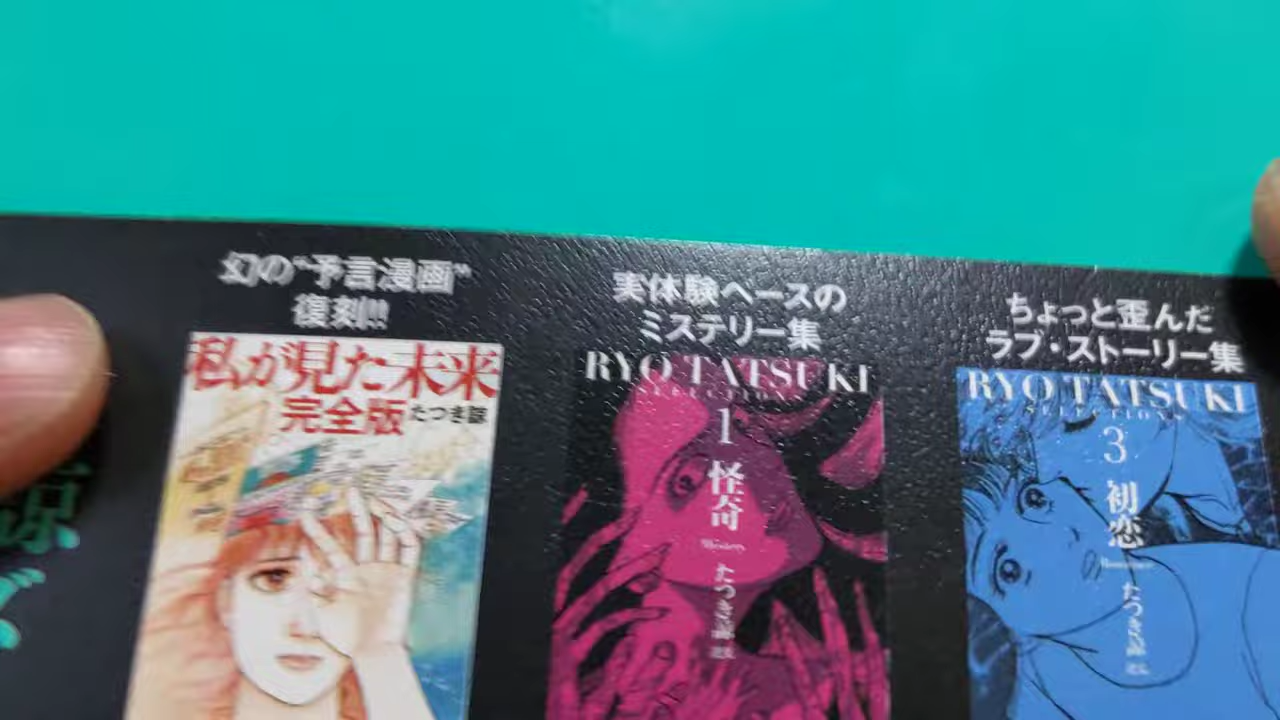 幻の“予言漫画”
復刻!!
私が見た未来
完全版 たつき諒
実体験ベースの
ミステリー集
RYO TATSUKI
SELECTION
1
怪奇
Mystery
たつき諒
ちょっと歪んだ
ラブ・ストーリー集
RYO TATSUKI
SELECTION
3
初恋
たつき諒